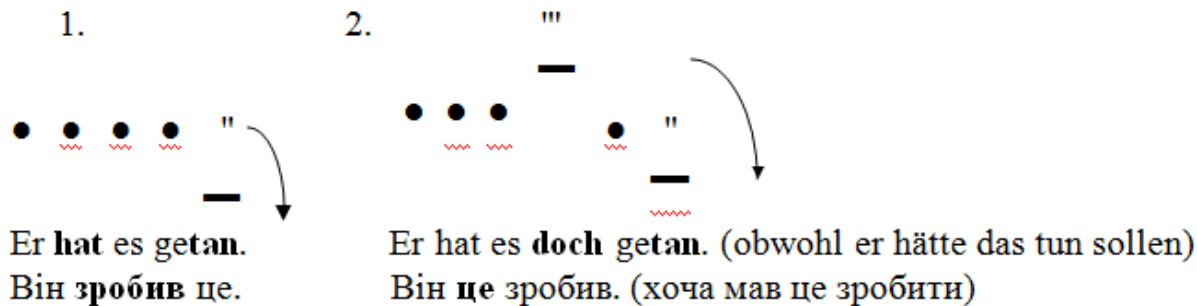 1. 2. '''
" "
Er hat es getan. Er hat es doch getan. (obwohl er hätte das tun sollen)
Він зробив це. Він це зробив. (хоча мав це зробити)